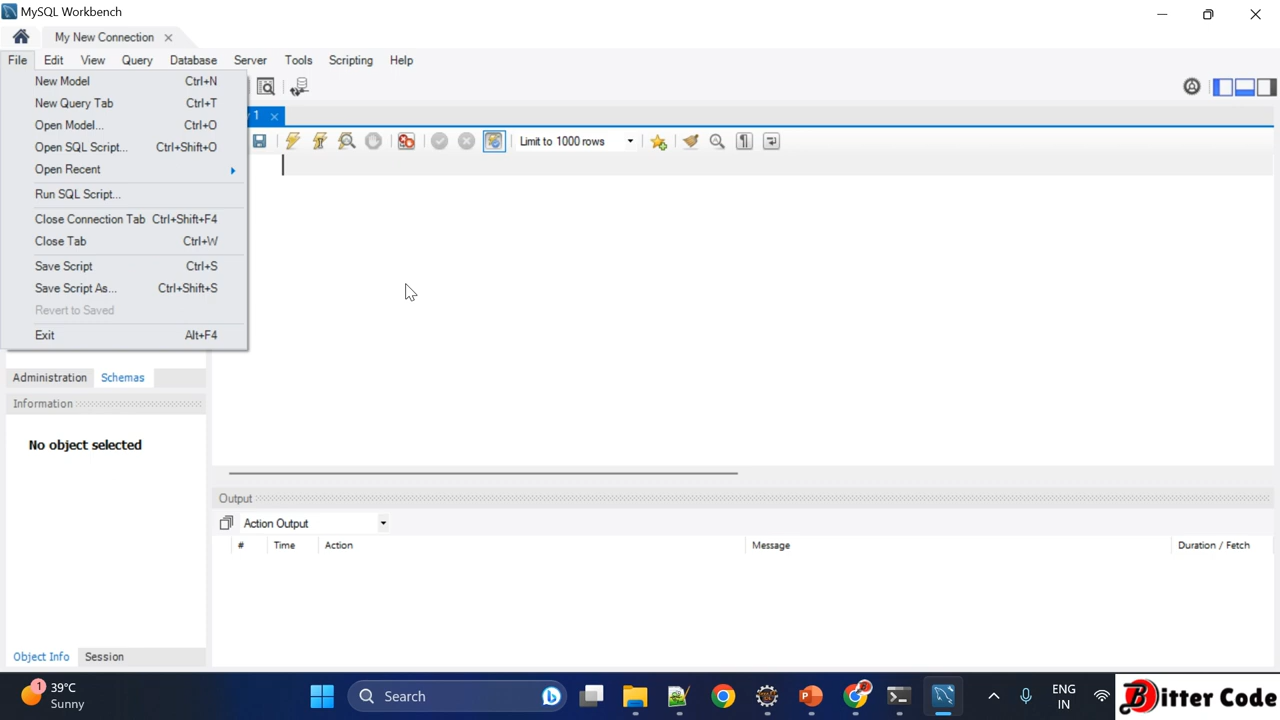 MySQL Workbench
My New Connection
File Edit View Query Database Server Tools Scripting Help
New Model Ctrl+N
New Query Tab Ctrl+T
Open Model... Ctrl+O
Open SQL Script... Ctrl+Shift+O
Open Recent
Run SQL Script...
Close Connection Tab Ctrl+Shift+F4
Close Tab Ctrl+W
Save Script Ctrl+S
Save Script As... Ctrl+Shift+S
Revert to Saved
Exit Alt+F4
1
Limit to 1000 rows
Administration Schemas
Information
No object selected
Object Info Session
Output
Action Output
# Time Action Message Duration / Fetch
1 39°C
Sunny
Search
ENG
IN
Bitter Code